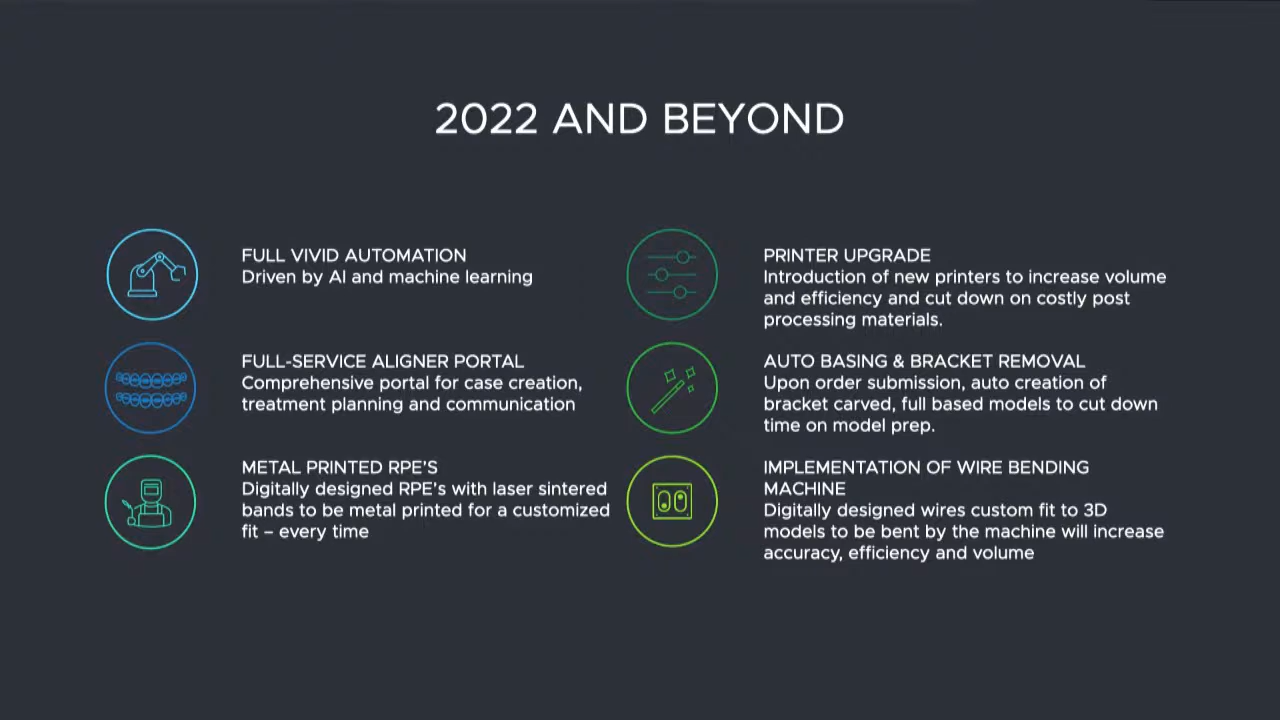 2022 AND BEYOND
FULL VIVID AUTOMATION
Driven by AI and machine learning
FULL-SERVICE ALIGNER PORTAL
Comprehensive portal for case creation,
treatment planning and communication
METAL PRINTED RPE'S
Digitally designed RPE's with laser sintered
bands to be metal printed for a customized
fit – every time
PRINTER UPGRADE
Introduction of new printers to increase volume
and efficiency and cut down on costly post
processing materials.
AUTO BASING & BRACKET REMOVAL
Upon order submission, auto creation of
bracket carved, full based models to cut down
time on model prep.
IMPLEMENTATION OF WIRE BENDING
MACHINE
Digitally designed wires custom fit to 3D
models to be bent by the machine will increase
accuracy, efficiency and volume